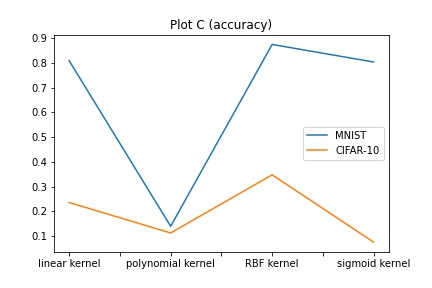 Plot C (accuracy)
0.9
0.8
0.7
0.6
0.5
0.4
0.3
0.2
0.1
MNIST
CIFAR-10
linear kernel polynomial kernel RBF kernel sigmoid kernel